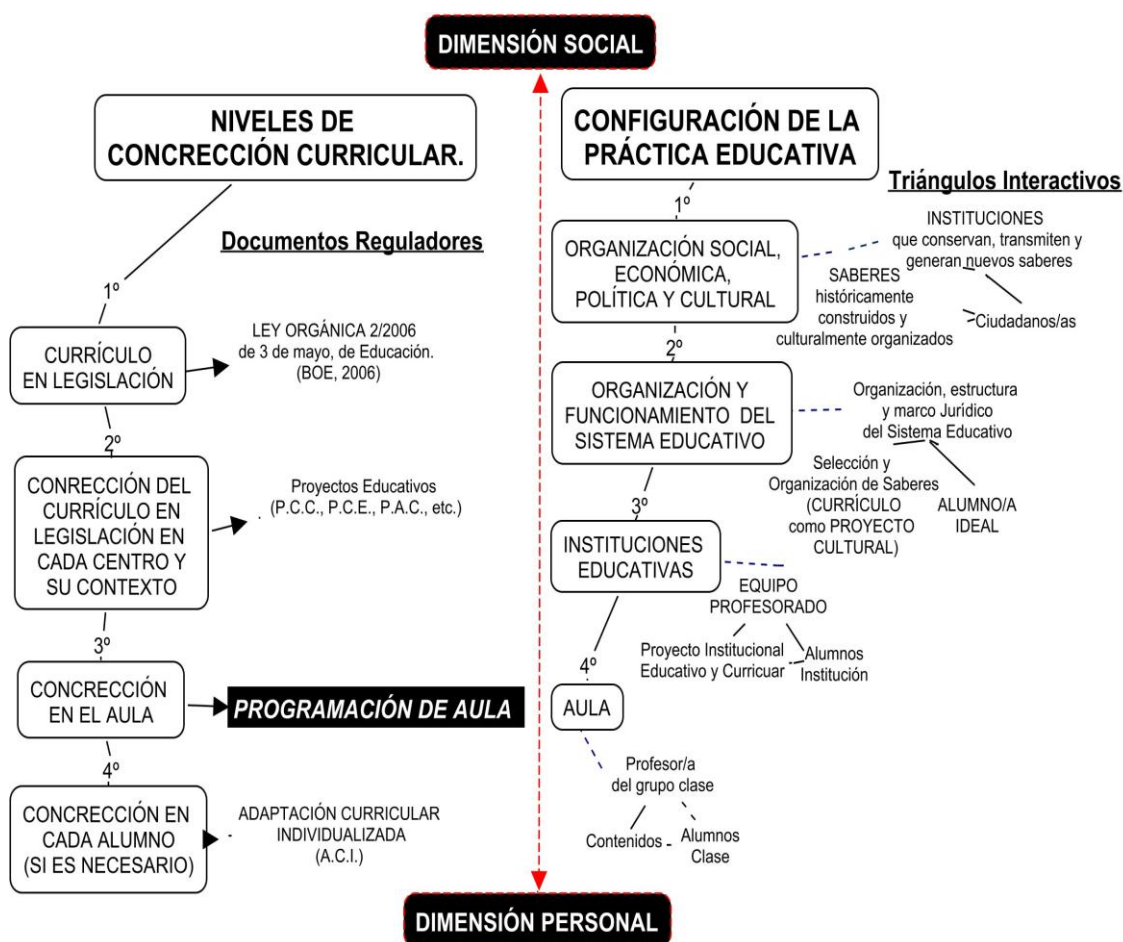 DIMENSIÓN SOCIAL
NIVELES DE
CONCRECCIÓN CURRICULAR.
Documentos Reguladores
1º
CURRÍCULO
EN LEGISLACIÓN
LEY ORGÁNICA 2/2006
de 3 de mayo, de Educación.
(BOE, 2006)
2º
CONRECCIÓN DEL
CURRÍCULO EN
LEGISLACIÓN EN
CADA CENTRO Y
SU CONTEXTO
Proyectos Educativos
(P.C.C., P.C.E., P.A.C., etc.)
3º
CONCRECCIÓN
EN EL AULA
PROGRAMACIÓN DE AULA
4º
CONCRECCIÓN EN
CADA ALUMNO
(SI ES NECESARIO)
ADAPTACIÓN CURRICULAR
INDIVIDUALIZADA
(A.C.I.)
CONFIGURACIÓN DE LA
PRÁCTICA EDUCATIVA
Triángulos Interactivos
1º
ORGANIZACIÓN SOCIAL,
ECONÓMICA,
POLÍTICA Y CULTURAL
INSTITUCIONES
que conservan, transmiten y
generan nuevos saberes
SABERES
históricamente
construidos y
culturalmente organizados
Ciudadanos/as
2º
ORGANIZACIÓN Y
FUNCIONAMIENTO DEL
SISTEMA EDUCATIVO
Organización, estructura
y marco Jurídico
del Sistema Educativo
Selección y
Organización de Saberes
(CURRÍCULO
como PROYECTO
CULTURAL)
ALUMNO/A
IDEAL
3º
INSTITUCIONES
EDUCATIVAS
EQUIPO
PROFESORADO
Proyecto Institucional
Educativo y Curricuar
Alumnos
Institución
4º
AULA
Profesor/a
del grupo clase
Contenidos
Alumnos
Clase
DIMENSIÓN PERSONAL